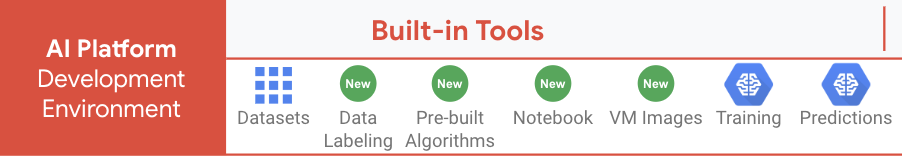 AI Platform
Development
Environment
Built-in Tools
New
New
New
New
Datasets
Data
Labeling
Pre-built
Algorithms
Notebook
VM Images
Training
Predictions